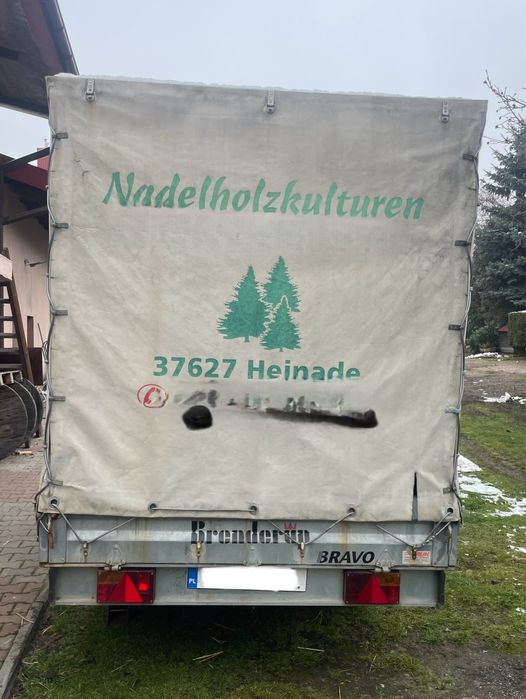 Nadelholzkulturen
37627 Heinade
Brenderup
BRAVO
PL